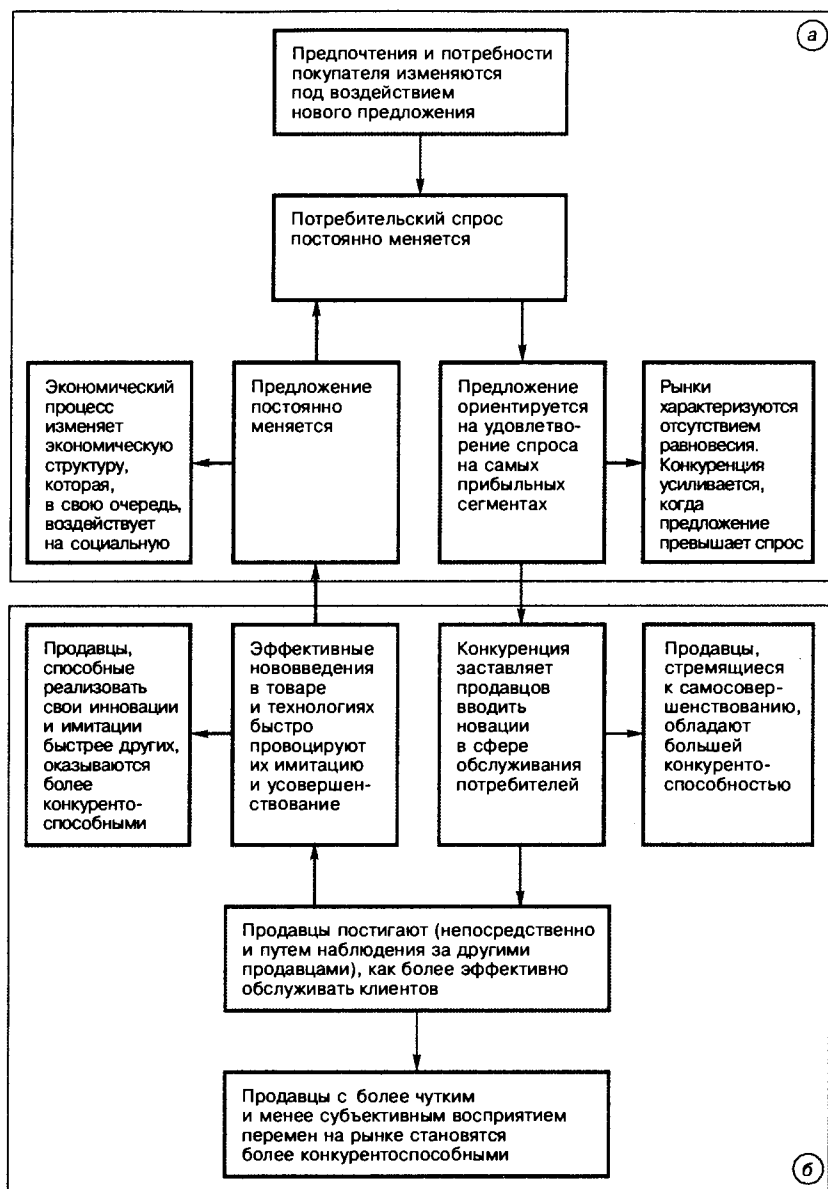 а
Предпочтения и потребности
покупателя изменяются
под воздействием
нового предложения
Потребительский спрос
постоянно меняется
Экономический
процесс
изменяет
экономическую
структуру,
которая,
в свою очередь,
воздействует
на социальную
Предложение
постоянно
меняется
Предложение
ориентируется
на удовлетво-
рение спроса
на самых
прибыльных
сегментах
Рынки
характеризуются
отсутствием
равновесия.
Конкуренция
усиливается,
когда
предложение
превышает спрос
Продавцы,
способные
реализовать
свои инновации
и имитации
быстрее других,
оказываются
более
конкуренто-
способными
Эффективные
нововведения
в товаре
и технологиях
быстро
провоцируют
их имитацию
и усовершен-
ствование
Конкуренция
заставляет
продавцов
вводить
новации
в сфере
обслуживания
потребителей
Продавцы,
стремящиеся
к самосовер-
шенствованию,
обладают
большей
конкуренто-
способностью
Продавцы постигают (непосредственно
и путем наблюдения за другими
продавцами), как более эффективно
обслуживать клиентов
Продавцы с более чутким
и менее субъективным восприятием
перемен на рынке становятся
более конкурентоспособными
б